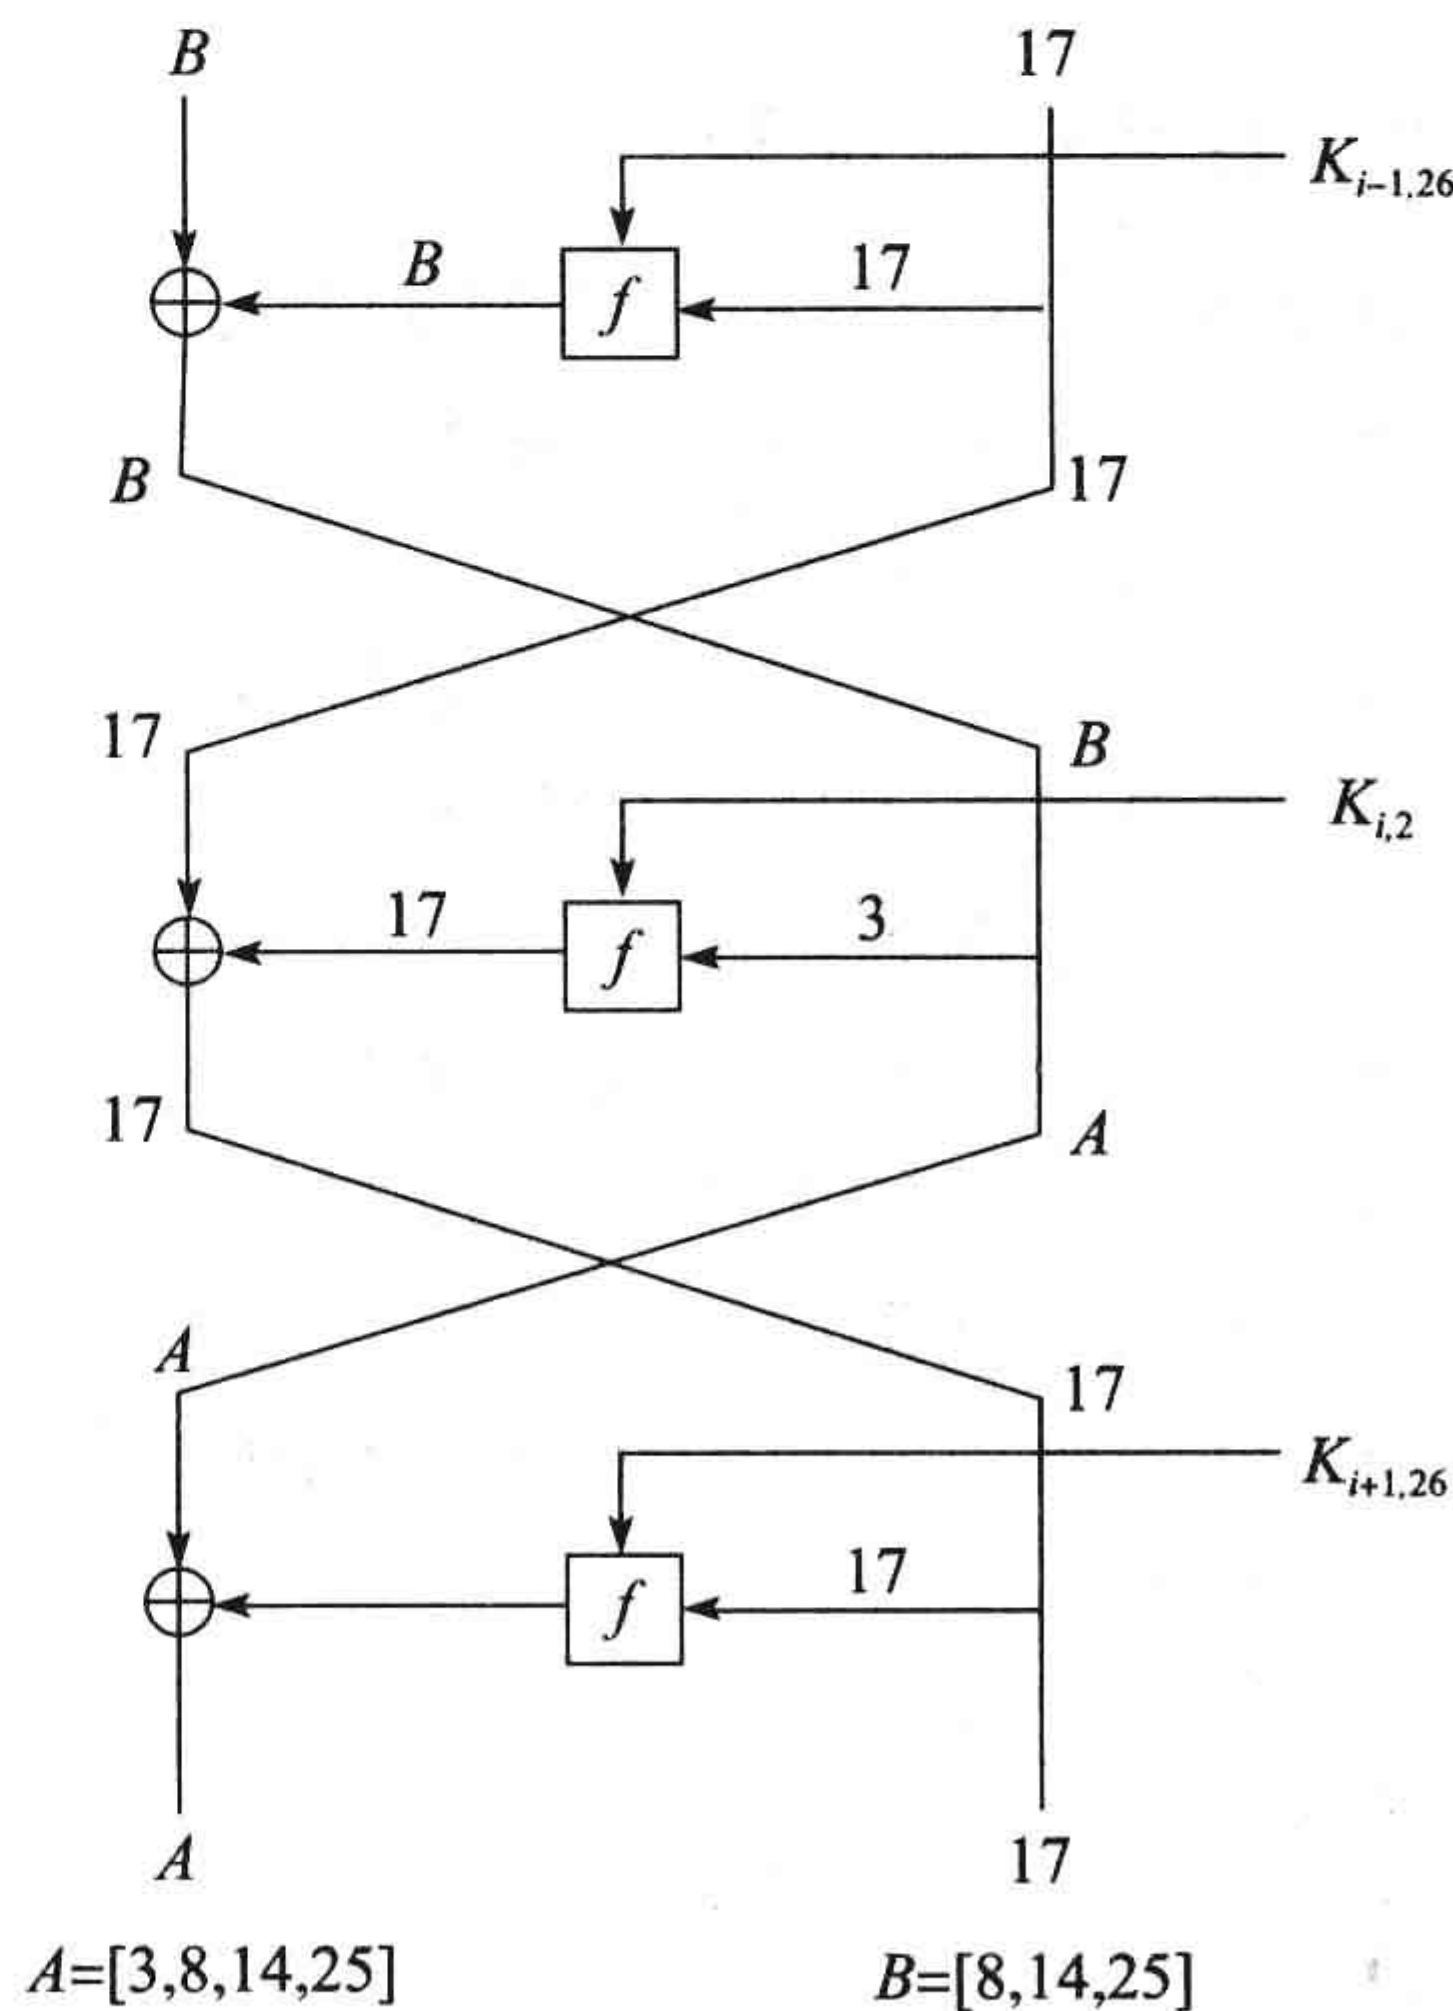 B 17
K_{i-1,26}
B f 17
B 17
17 B
K_{i,2}
17 f 3
17 A
A 17
K_{i+1,26}
f 17
A 17
A=[3,8,14,25] B=[8,14,25]